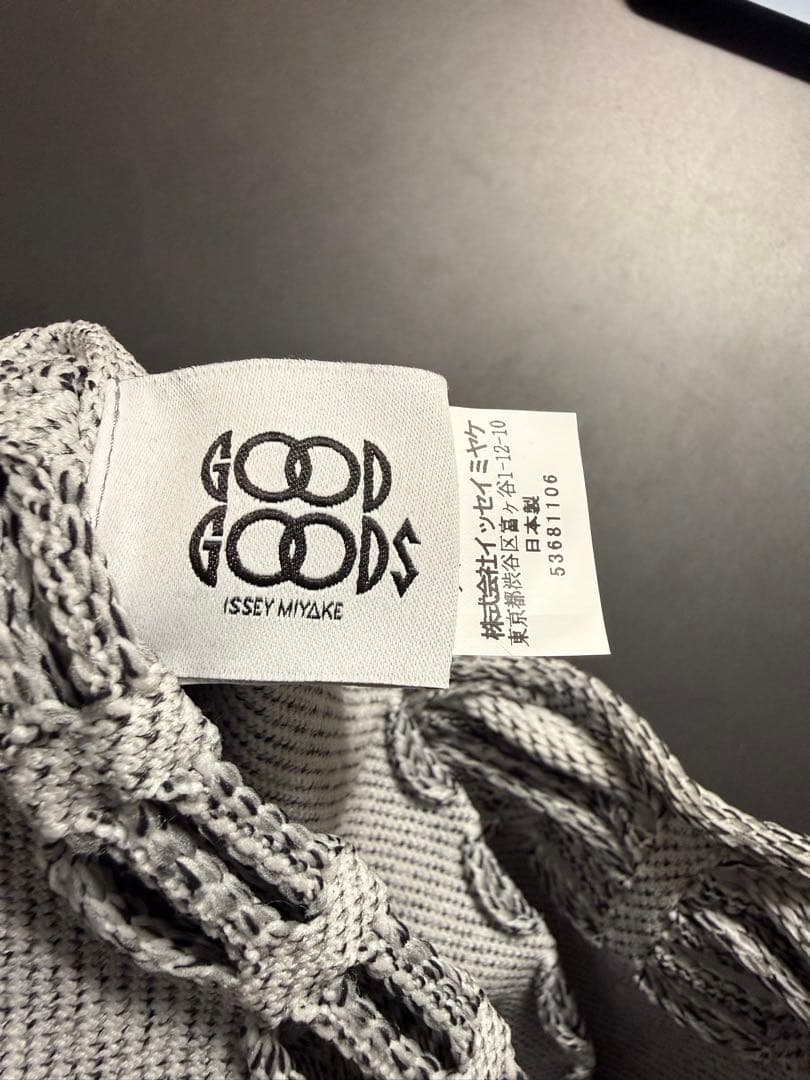 GOOD
GOODS
ISSEY MIYAKE
株式会社イッセイミヤケ
東京都渋谷区富ヶ谷1-12-10
日本製
53681106